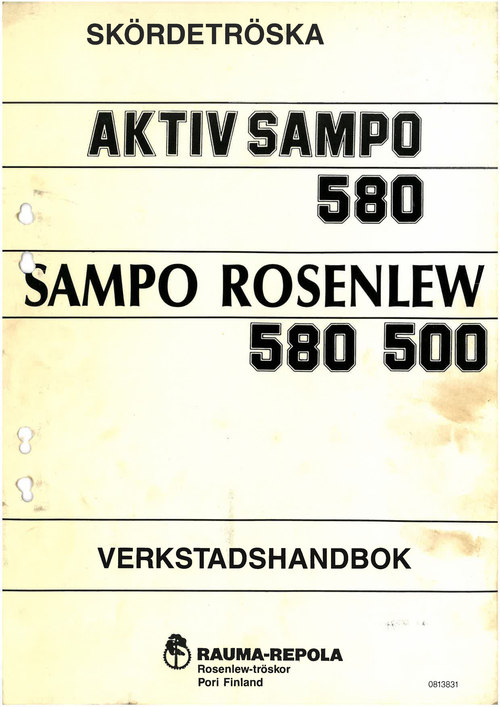 SKÖRDETRÖSKA
AKTIV SAMPO
580
SAMPO ROSENLEW
580 500
VERKSTADSHANDBOK
RAUMA-REPOLA
Rosenlew-tröskor
Pori Finland
0813831